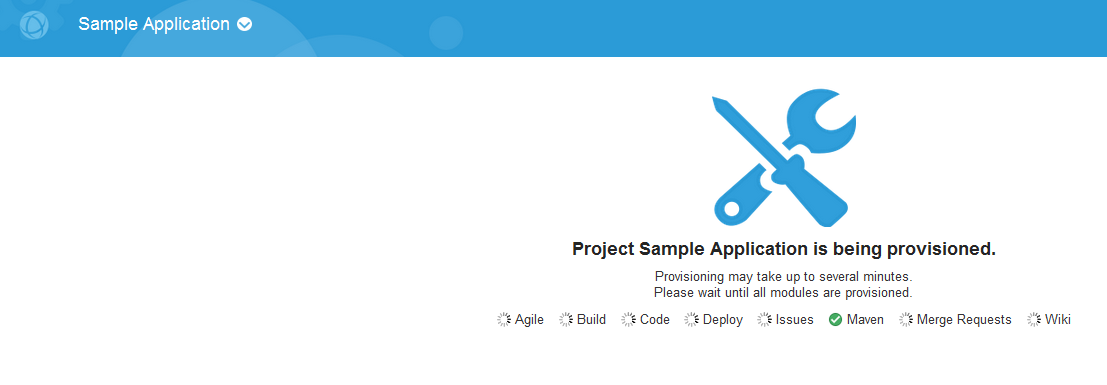 Sample Application
Project Sample Application is being provisioned.
Provisioning may take up to several minutes.
Please wait until all modules are provisioned.
Agile Build Code Deploy Issues Maven Merge Requests Wiki